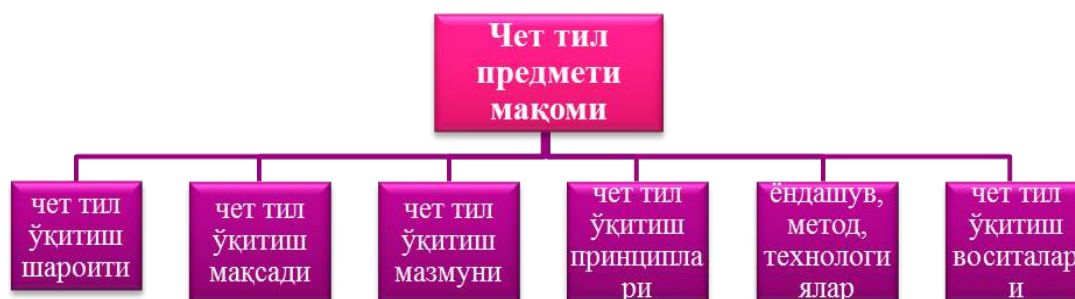 Чет тил
предмети
мақоми
чет тил
ўқитиш
шароити
чет тил
ўқитиш
мақсади
чет тил
ўқитиш
мазмуни
чет тил
ўқитиш
принципла
ри
ёндашув,
метод,
технологи
ялар
чет тил
ўқитиш
воситалар
и